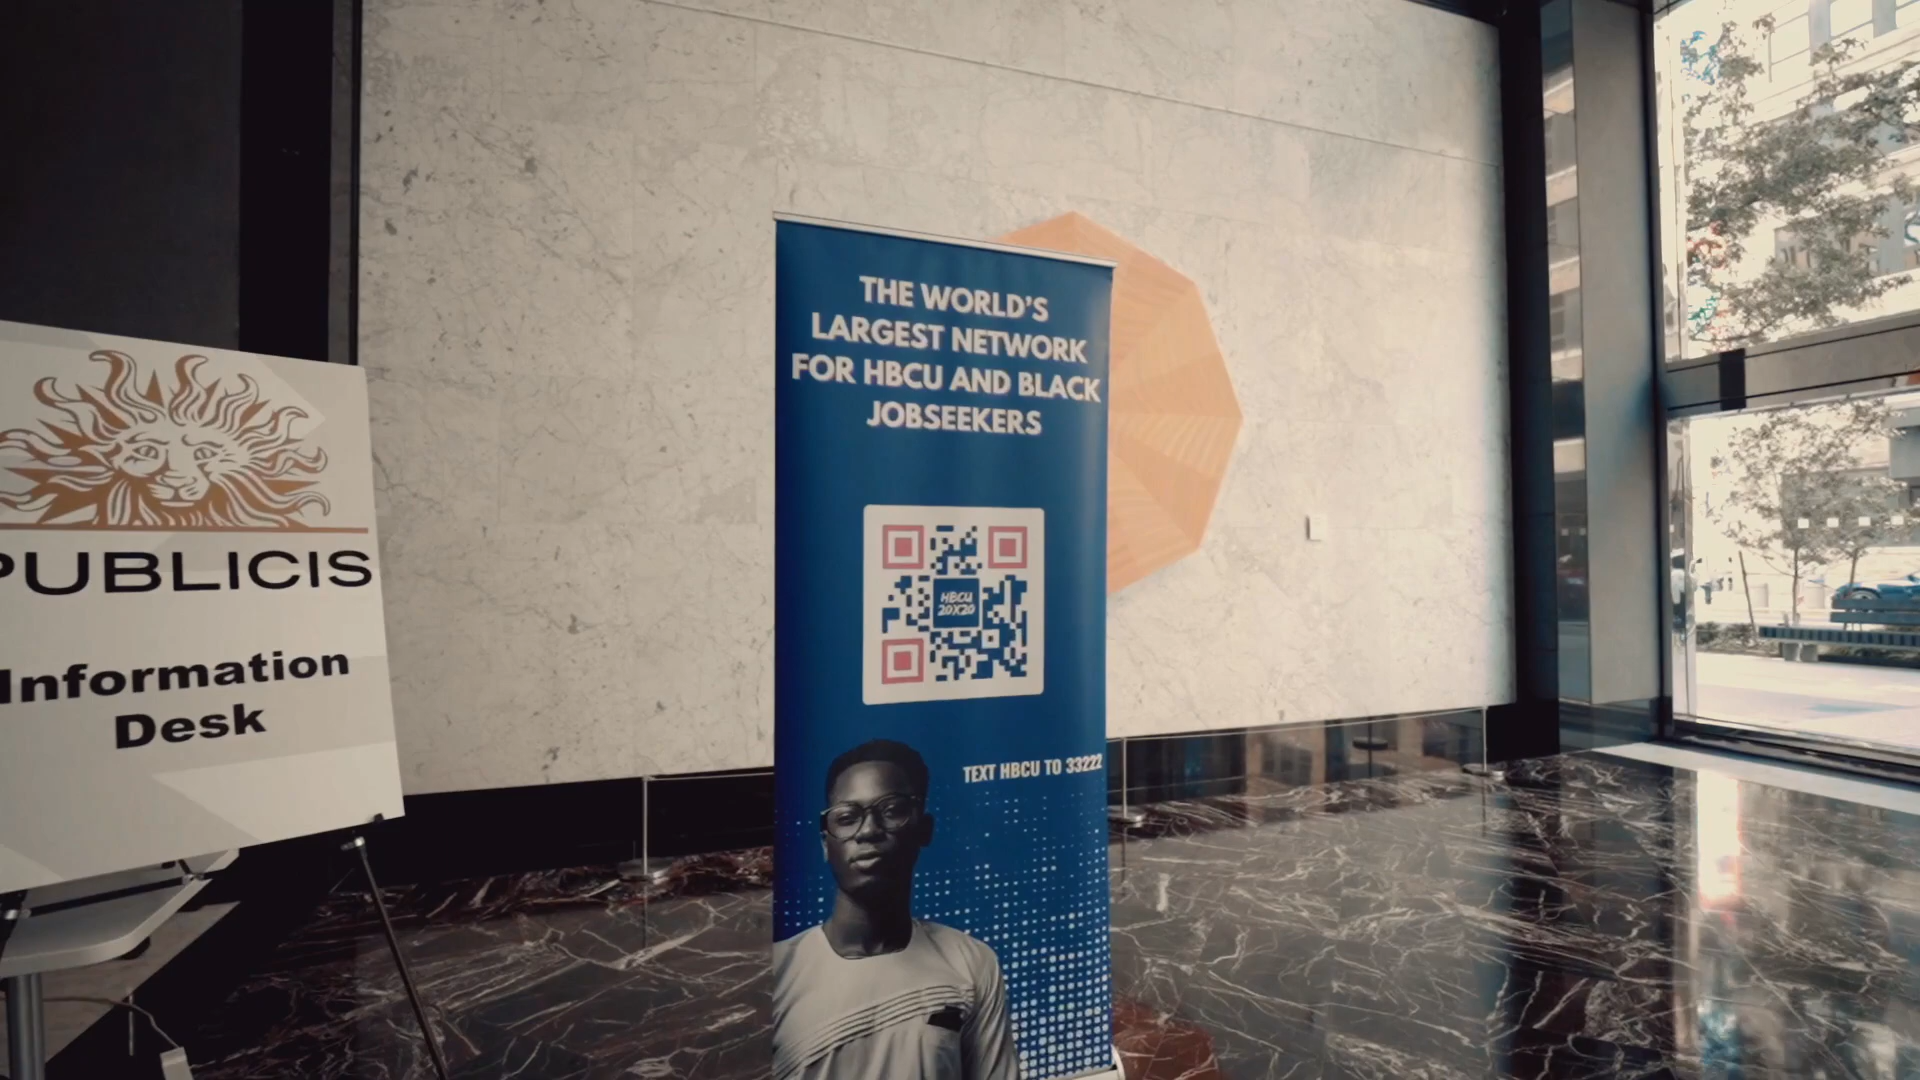 PUBLICIS
Information
Desk
THE WORLD'S
LARGEST NETWORK
FOR HBCU AND BLACK
JOBSEEKERS
HBCU
20X20
TEXT HBCU TO 33222